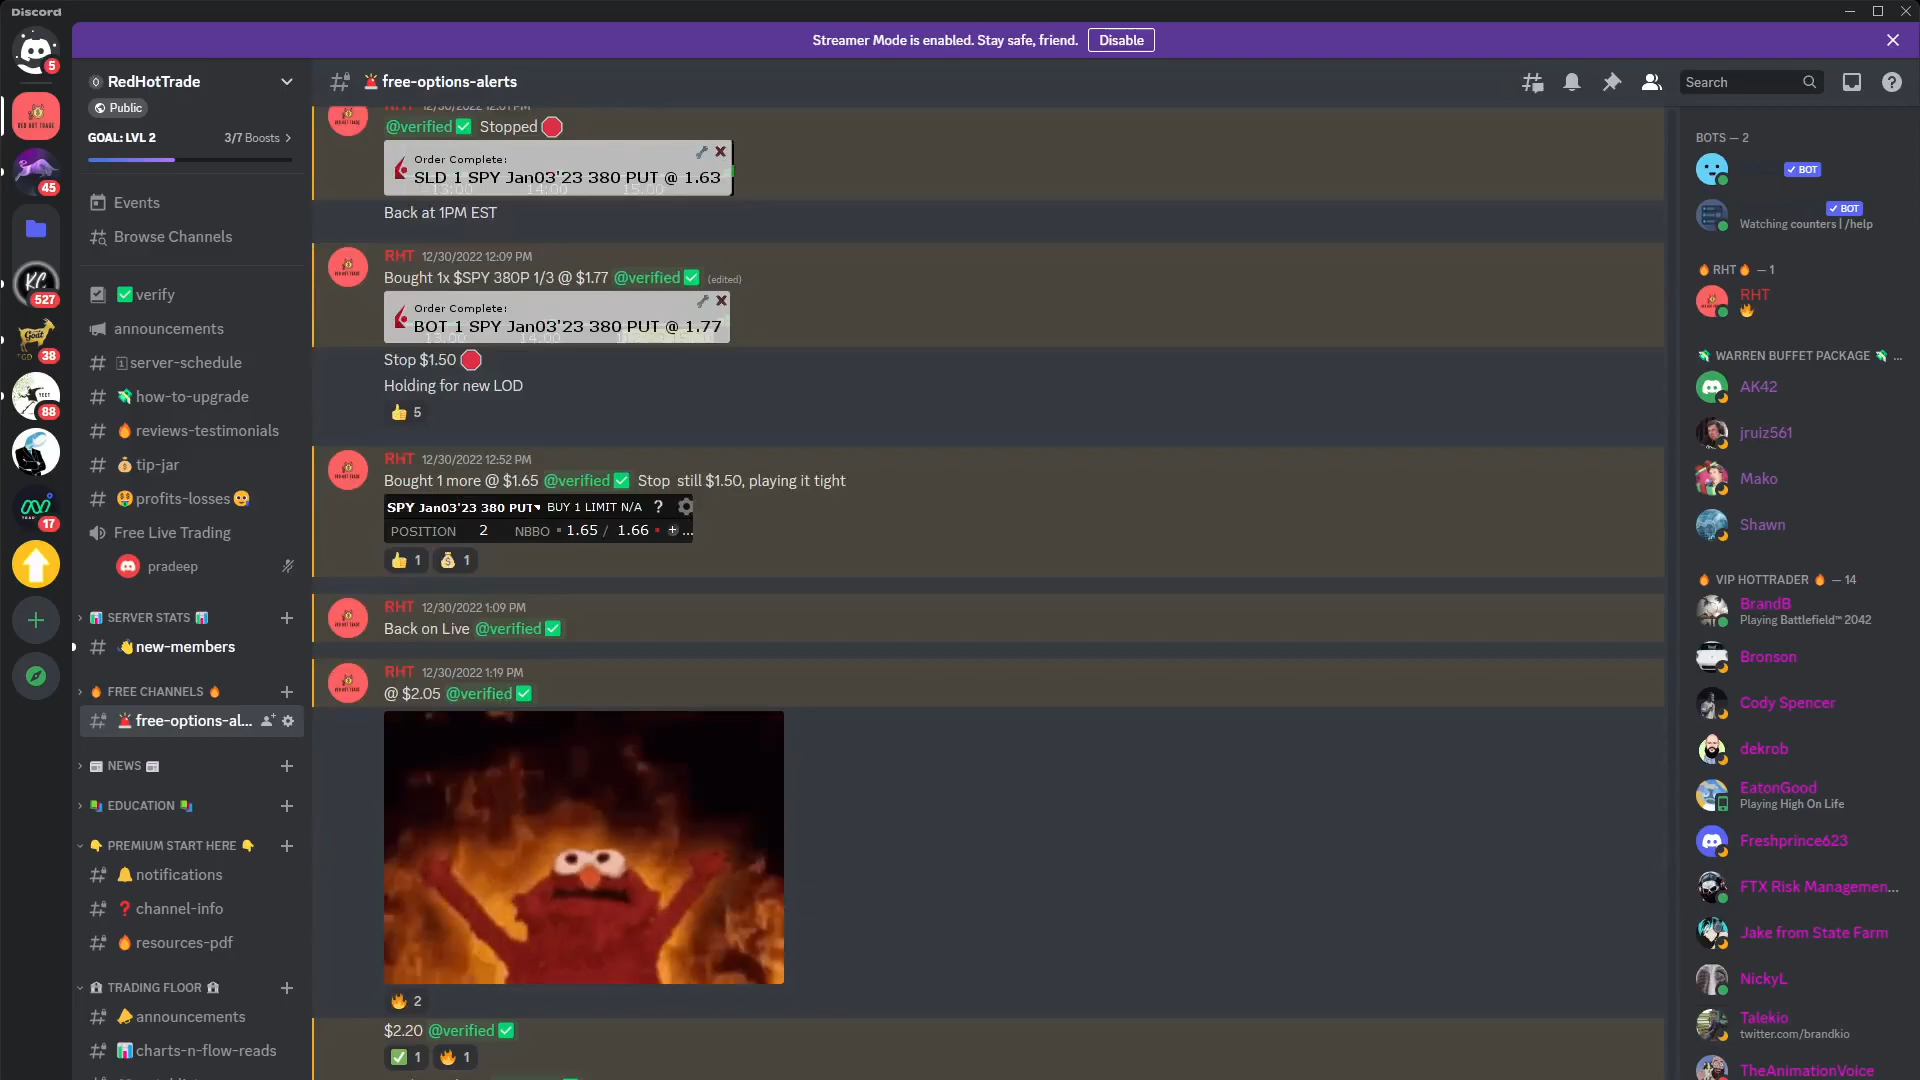 Discord
Streamer Mode is enabled. Stay safe, friend.
Disable
5
45
527
38
88
17
RedHotTrade
Public
GOAL: LVL 2
3/7 Boosts
Events
Browse Channels
verify
announcements
server-schedule
how-to-upgrade
reviews-testimonials
tip-jar
profits-losses
Free Live Trading
pradeep
SERVER STATS
new-members
FREE CHANNELS
free-options-al...
NEWS
EDUCATION
PREMIUM START HERE
notifications
channel-info
resources-pdf
TRADING FLOOR
announcements
charts-n-flow-reads
free-options-alerts
Search
RHT 12/30/2022 12:01 PM
@verified Stopped
Order Complete:
SLD 1 SPY Jan03'23 380 PUT @ 1.63
13:00 14:00 15:00
Back at 1PM EST
RHT 12/30/2022 12:09 PM
Bought 1x $SPY 380P 1/3 @ $1.77 @verified (edited)
Order Complete:
BOT 1 SPY Jan03'23 380 PUT @ 1.77
Stop $1.50
Holding for new LOD
5
RHT 12/30/2022 12:52 PM
Bought 1 more @ $1.65 @verified Stop still $1.50, playing it tight
SPY Jan03'23 380 PUT BUY 1 LIMIT N/A ?
POSITION 2 NBBO 1.65 / 1.66 + ...
1 1
RHT 12/30/2022 1:09 PM
Back on Live @verified
RHT 12/30/2022 1:19 PM
@ $2.05 @verified
2
$2.20 @verified
1 1
BOTS — 2
BOT
BOT
Watching counters | /help
RHT — 1
RHT
WARREN BUFFET PACKAGE ...
AK42
jruiz561
Mako
Shawn
VIP HOTTRADER — 14
BrandB
Playing Battlefield™ 2042
Bronson
Cody Spencer
dekrob
EatonGood
Playing High On Life
Freshprince623
FTX Risk Managemen...
Jake from State Farm
NickyL
Talekio
twitter.com/brandkio
TheAnimationVoice